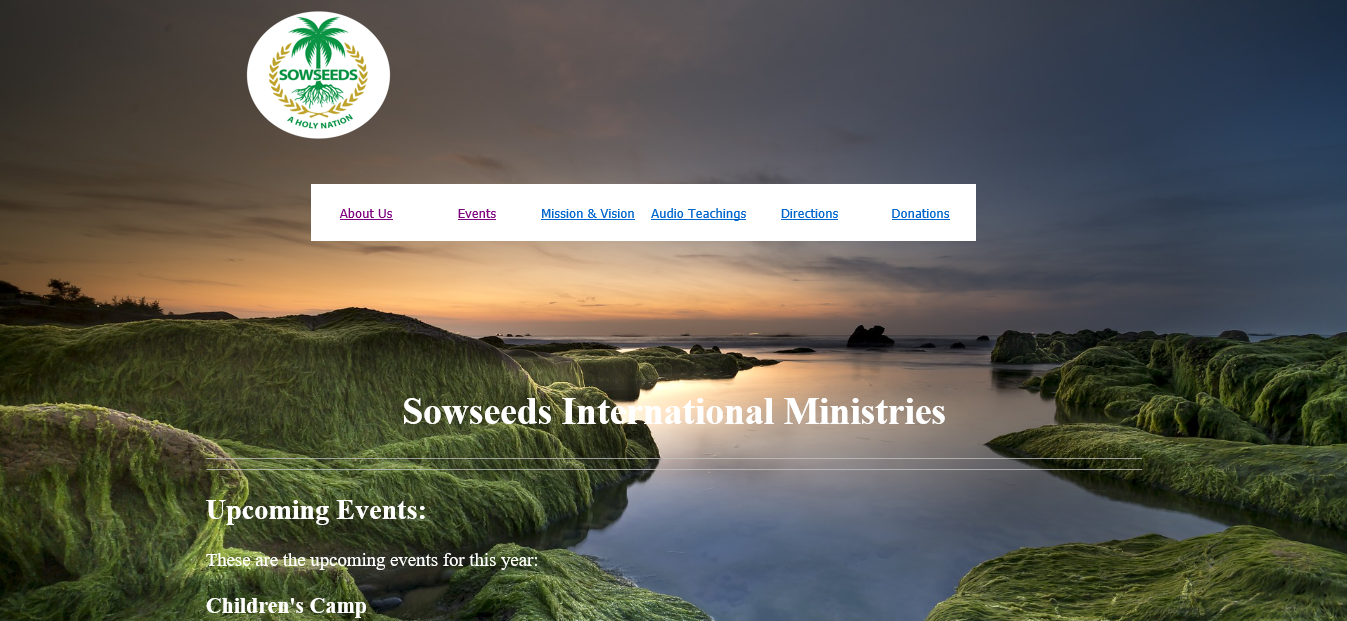 SOWSEEDS
A HOLY NATION
About Us Events Mission & Vision Audio Teachings Directions Donations
Sowseeds International Ministries
Upcoming Events:
These are the upcoming events for this year:
Children's Camp